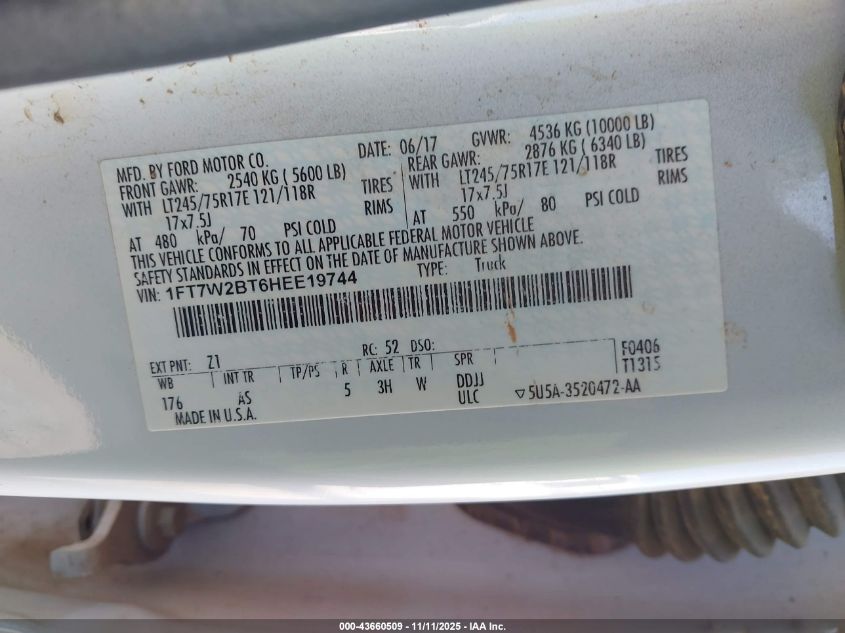 MFD. BY FORD MOTOR CO. DATE: 06/17 GVWR: 4536 KG (10000 LB)
FRONT GAWR: 2540 KG ( 5600 LB) REAR GAWR: 2876 KG ( 6340 LB)
WITH LT245/75R17E 121/118R TIRES WITH LT245/75R17E 121/118R TIRES
17x7.5J RIMS 17x7.5J RIMS
AT 480 kPa/ 70 PSI COLD AT 550 kPa/ 80 PSI COLD
THIS VEHICLE CONFORMS TO ALL APPLICABLE FEDERAL MOTOR VEHICLE
SAFETY STANDARDS IN EFFECT ON THE DATE OF MANUFACTURE SHOWN ABOVE.
VIN: 1FT7W2BT6HEE19744 TYPE: Truck
EXT PNT: Z1 RC: 52 DSO: F0406
WB INT TR TP/PS R AXLE TR SPR T1315
176 AS 5 3H W DDJJ
MADE IN U.S.A. ULC ▽5U5A-3520472-AA
000-43660509 - 11/11/2025 - IAA Inc.